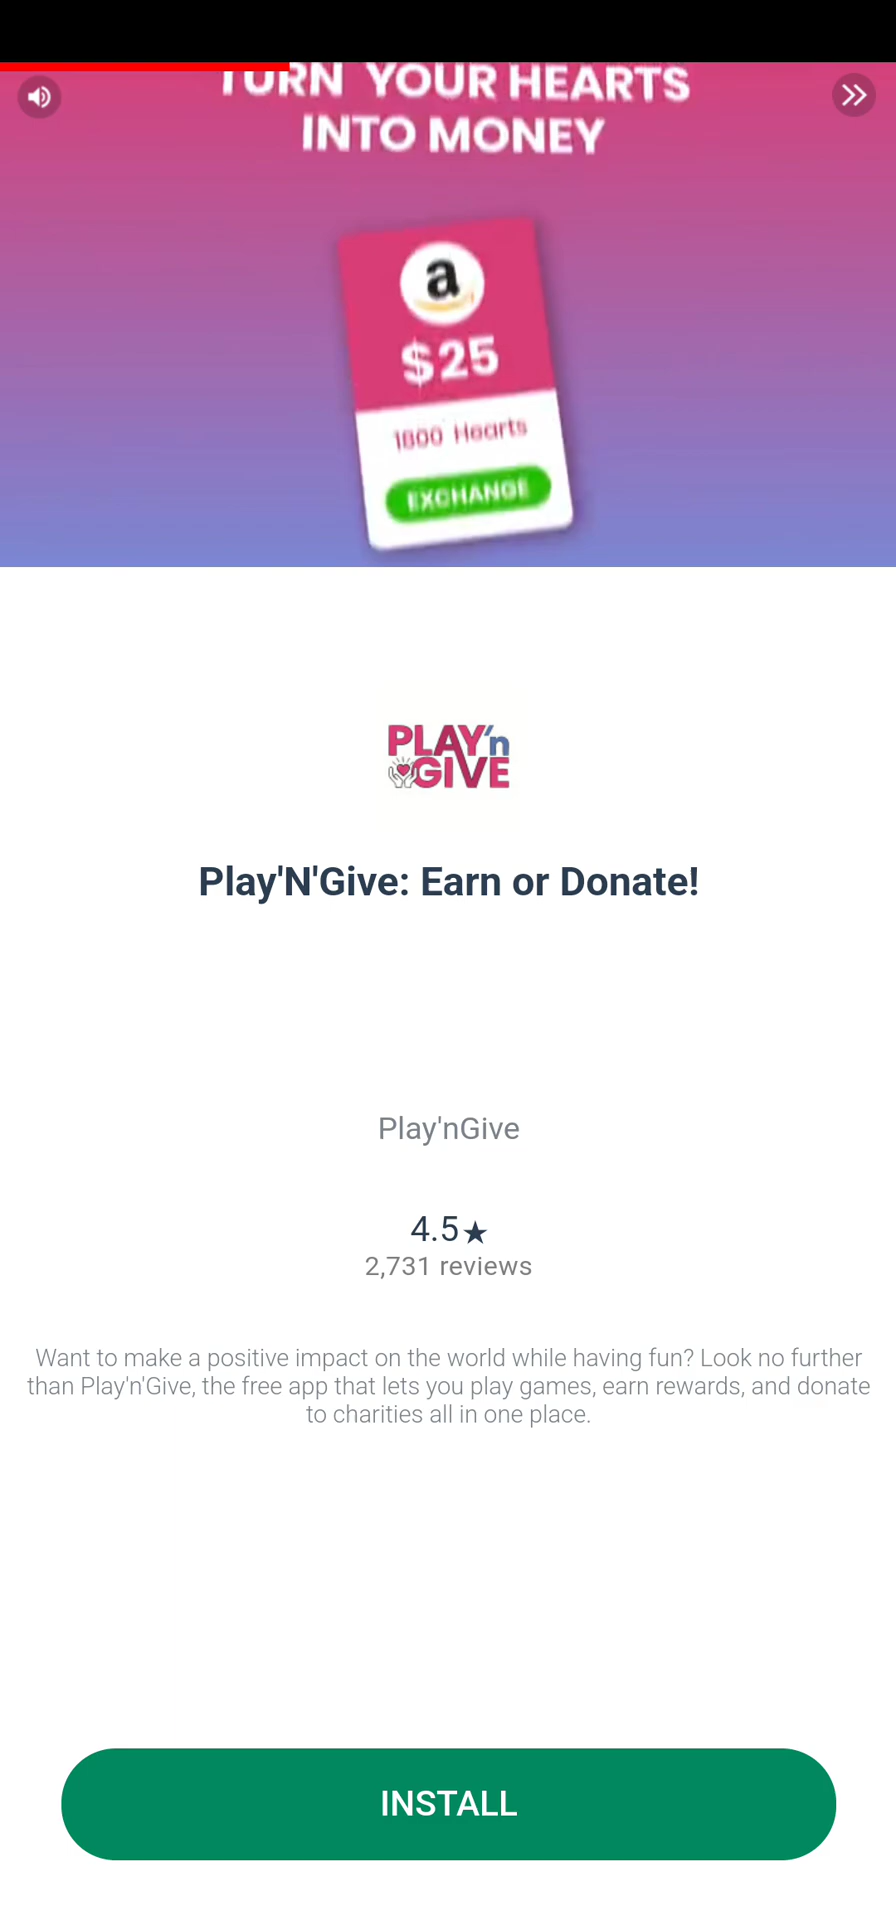 TURN YOUR HEARTS
INTO MONEY
a
$25
1800 Hearts
EXCHANGE
PLAY'n
GIVE
Play'N'Give: Earn or Donate!
Play'nGive
4.5★
2,731 reviews
Want to make a positive impact on the world while having fun? Look no further
than Play'n'Give, the free app that lets you play games, earn rewards, and donate
to charities all in one place.
INSTALL